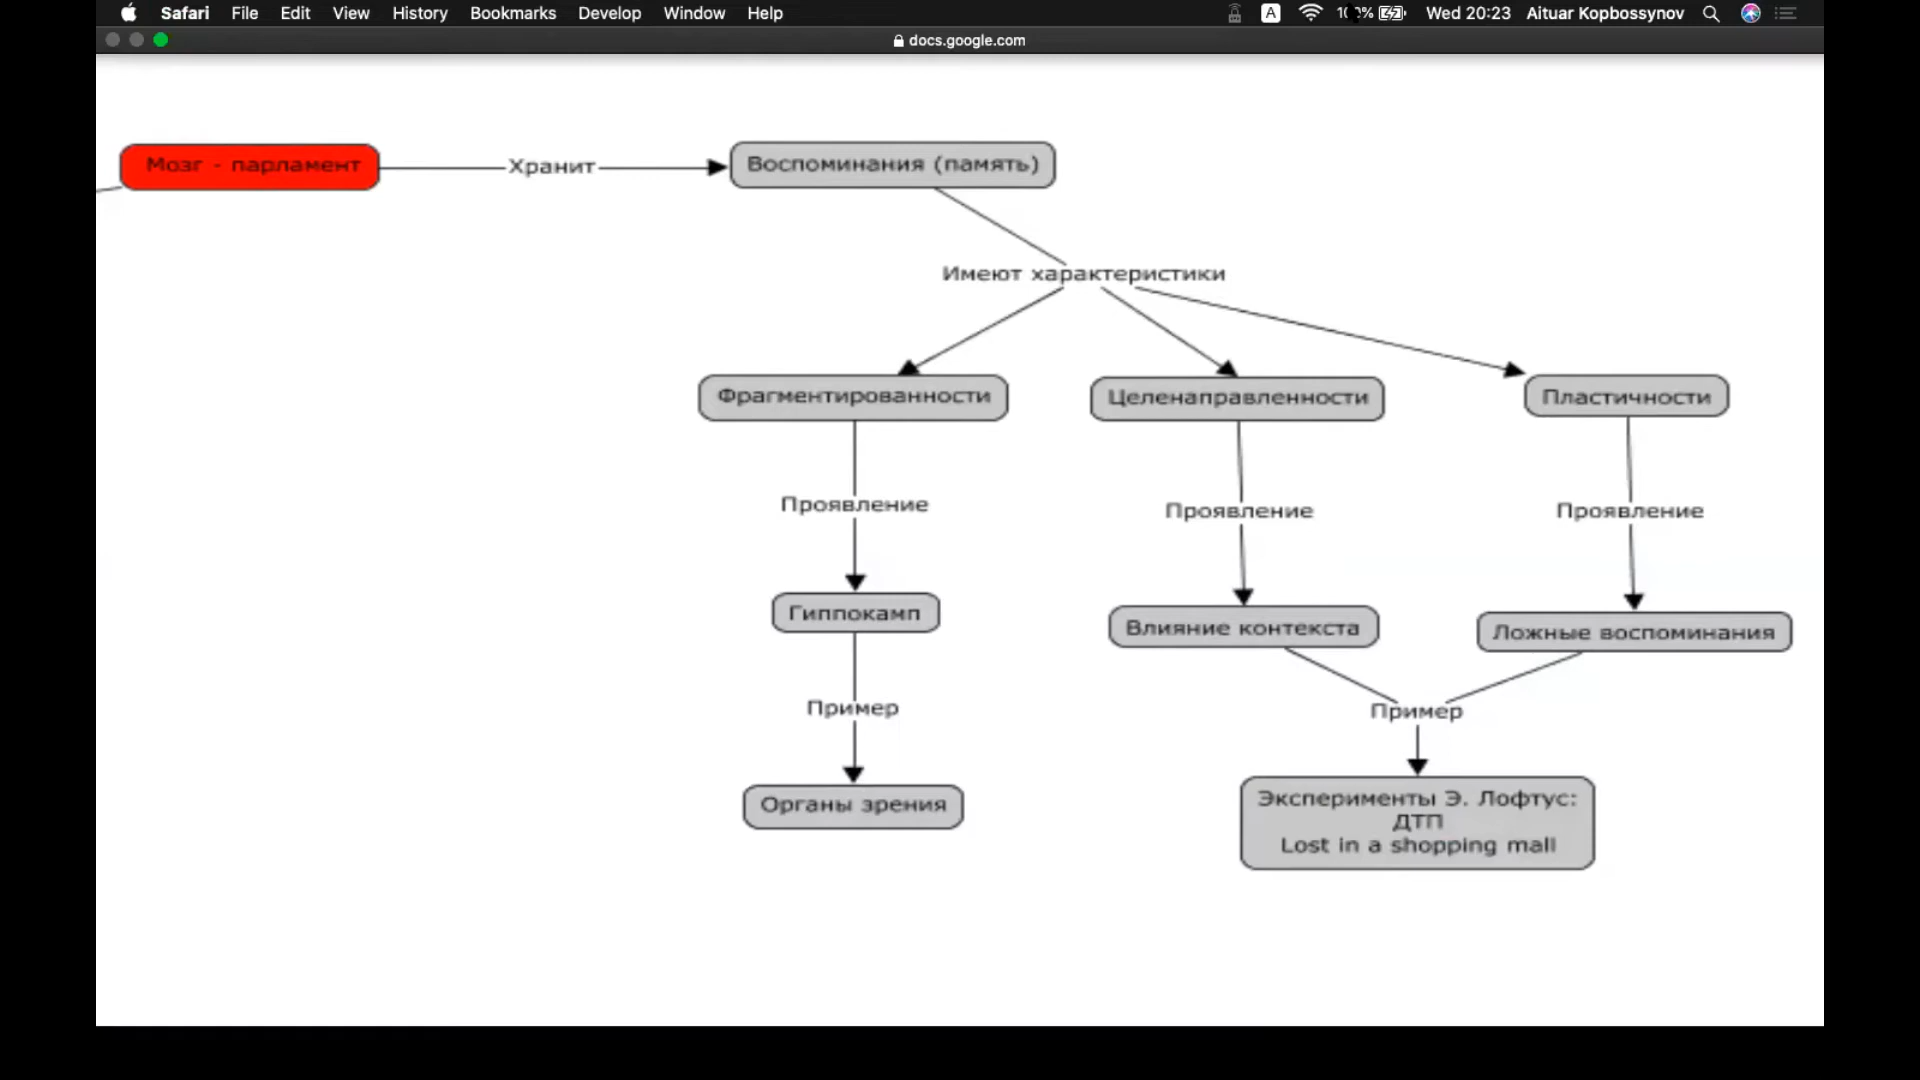 Safari File Edit View History Bookmarks Develop Window Help A Wed 20:23 Aituar Kopbossynov
docs.google.com
Мозг - парламент Хранит Воспоминания (память)
Имеют характеристики
Фрагментированности Целенаправленности Пластичности
Проявление Проявление Проявление
Гиппокамп Влияние контекста Ложные воспоминания
Пример Пример
Органы зрения
Эксперименты Э. Лофтус:
ДТП
Lost in a shopping mall